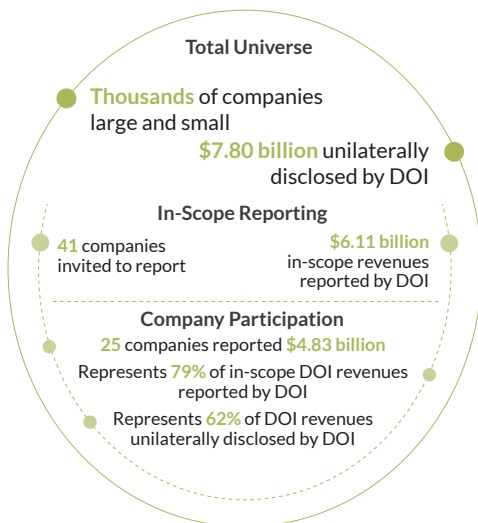 Total Universe
Thousands of companies
large and small
$7.80 billion unilaterally
disclosed by DOI
In-Scope Reporting
41 companies
invited to report
$6.11 billion
in-scope revenues
reported by DOI
Company Participation
25 companies reported $4.83 billion
Represents 79% of in-scope DOI revenues
reported by DOI
Represents 62% of DOI revenues
unilaterally disclosed by DOI